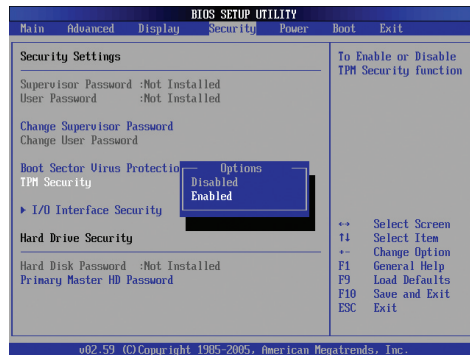 BIOS SETUP UTILITY
Main Advanced Display Security Power Boot Exit
Security Settings
Supervisor Password :Not Installed
User Password :Not Installed
Change Supervisor Password
Change User Password
Boot Sector Virus Protectio
TPM Security
▶ I/O Interface Security
Hard Drive Security
Hard Disk Password :Not Installed
Primary Master HD Password
Options
Disabled
Enabled
To Enable or Disable
TPM Security function
↔ Select Screen
↑↓ Select Item
+- Change Option
F1 General Help
F9 Load Defaults
F10 Save and Exit
ESC Exit
v02.59 (C)Copyright 1985-2005, American Megatrends, Inc.